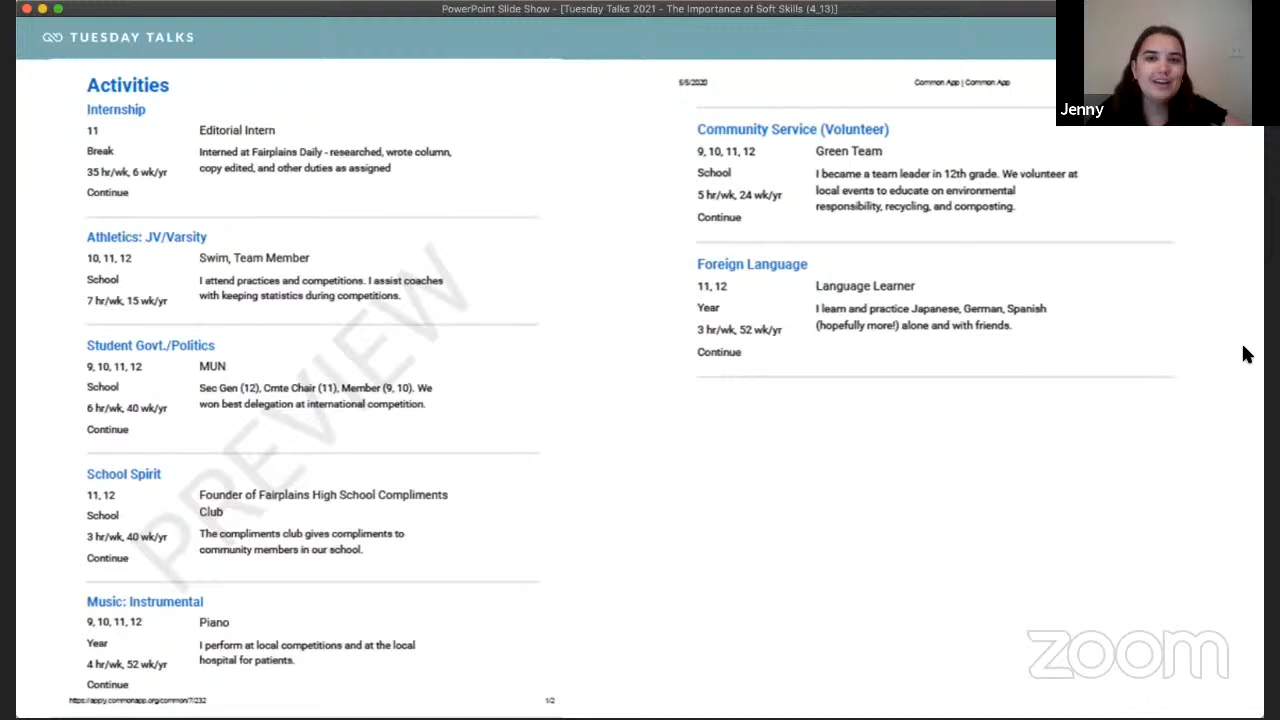 PowerPoint Slide Show - [Tuesday Talks 2021 - The Importance of Soft Skills (4_13)]
TUESDAY TALKS
Jenny
Activities
Internship
11
Editorial Intern
Break
Interned at Fairplains Daily - researched, wrote column,
copy edited, and other duties as assigned
35 hr/wk, 6 wk/yr
Continue
Athletics: JV/Varsity
10, 11, 12
Swim, Team Member
School
I attend practices and competitions. I assist coaches
with keeping statistics during competitions.
7 hr/wk, 15 wk/yr
Student Govt./Politics
9, 10, 11, 12
MUN
School
Sec Gen (12), Cmte Chair (11), Member (9, 10). We
won best delegation at international competition.
6 hr/wk, 40 wk/yr
Continue
School Spirit
11, 12
Founder of Fairplains High School Compliments
Club
School
The compliments club gives compliments to
community members in our school.
3 hr/wk, 40 wk/yr
Continue
Music: Instrumental
9, 10, 11, 12
Piano
Year
I perform at local competitions and at the local
hospital for patients.
4 hr/wk, 52 wk/yr
Continue
https://apply.commonapp.org/common/7/232
1/2
PREVIEW
5/5/2020
Common App | Common App
Community Service (Volunteer)
9, 10, 11, 12
Green Team
School
I became a team leader in 12th grade. We volunteer at
local events to educate on environmental
responsibility, recycling, and composting.
5 hr/wk, 24 wk/yr
Continue
Foreign Language
11, 12
Language Learner
Year
I learn and practice Japanese, German, Spanish
(hopefully more!) alone and with friends.
3 hr/wk, 52 wk/yr
Continue
zoom